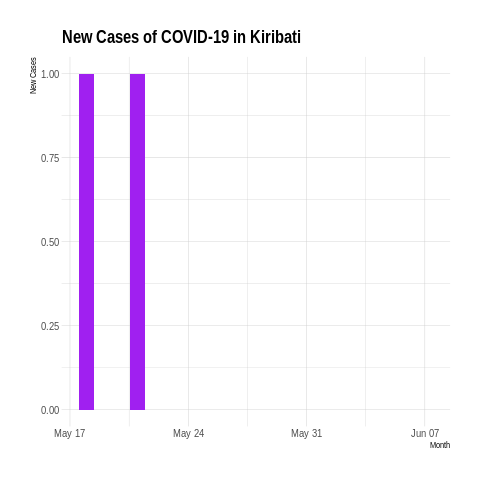 New Cases of COVID-19 in Kiribati
New Cases
1.00
0.75
0.50
0.25
0.00
May 17 May 24 May 31 Jun 07
Month